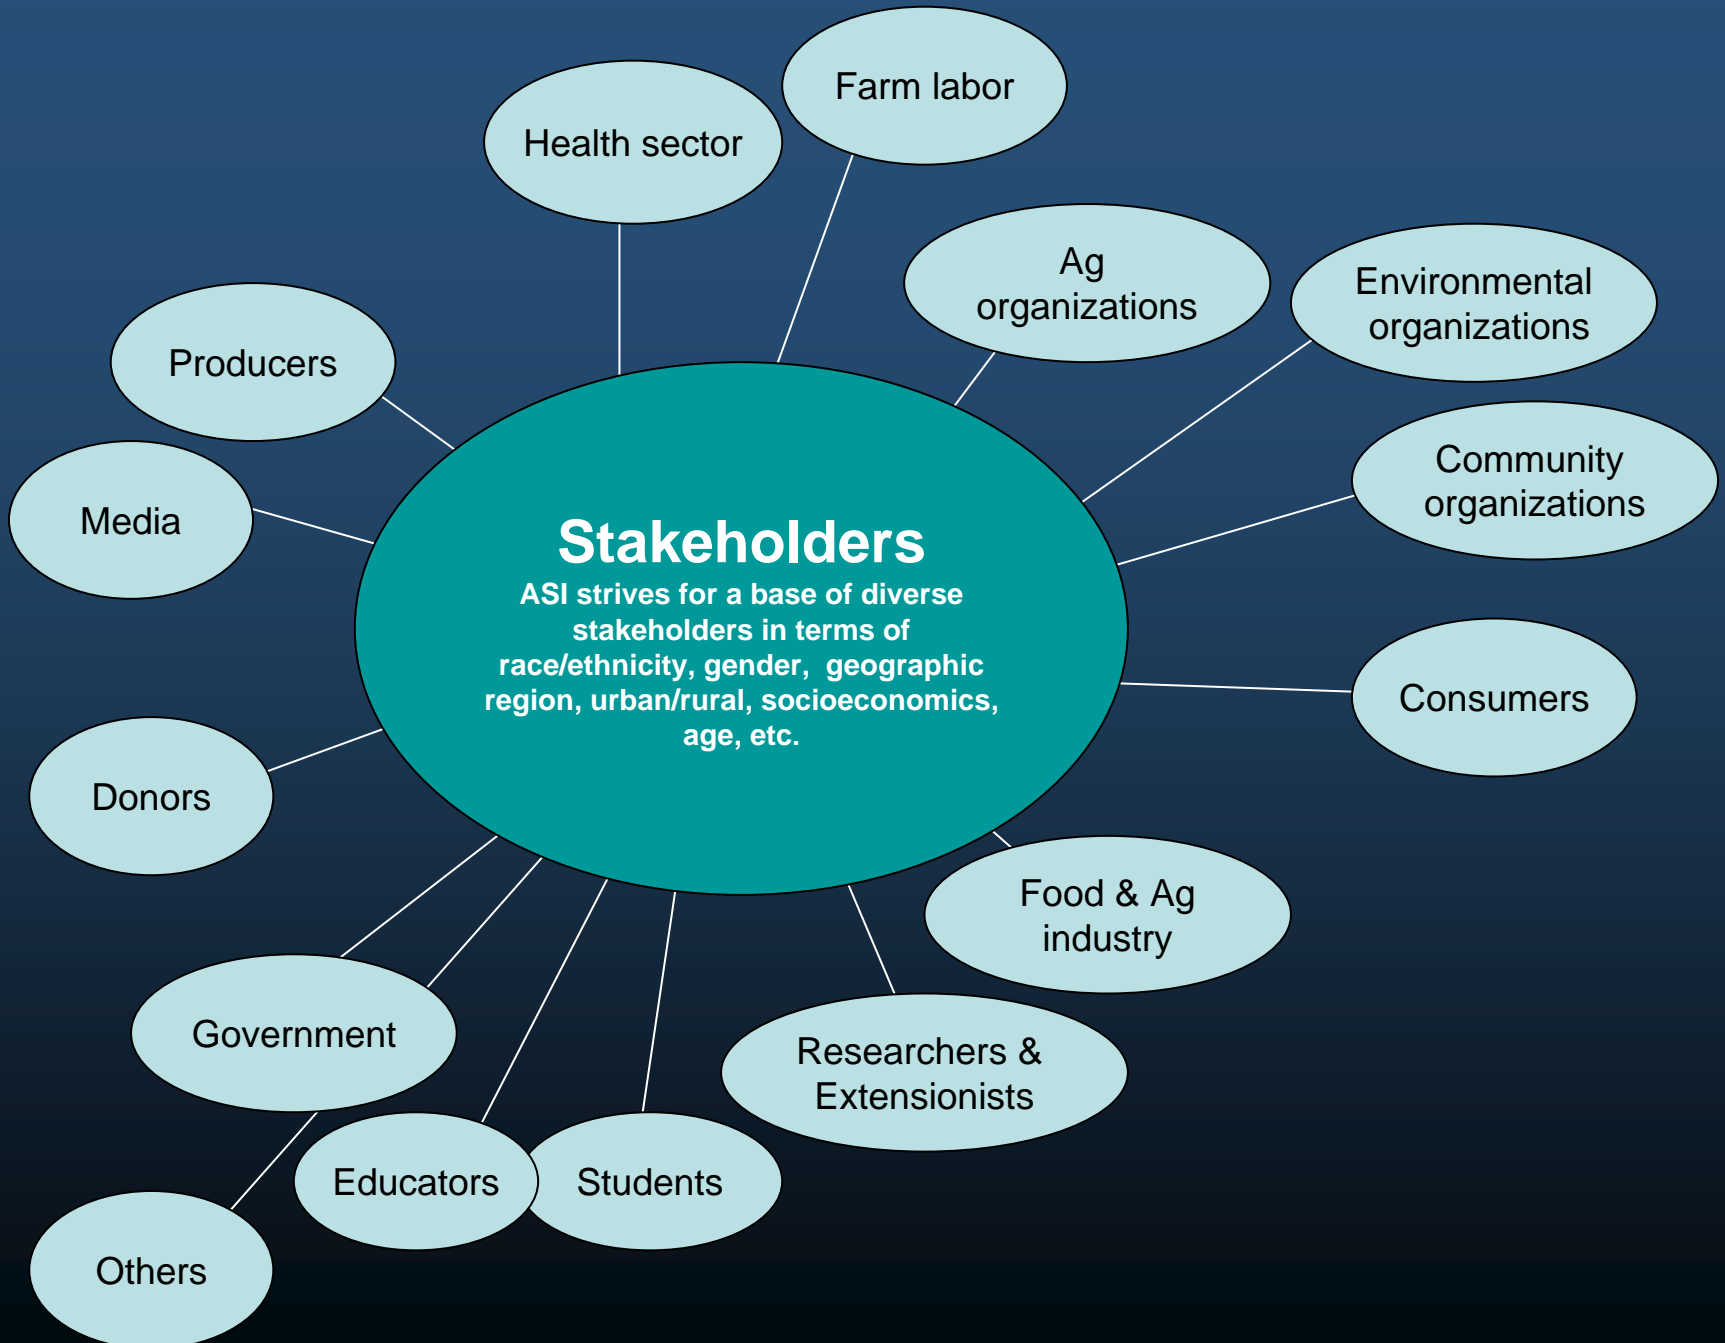 Farm labor
Health sector
Ag
organizations
Environmental
organizations
Producers
Community
organizations
Media
Stakeholders
ASI strives for a base of diverse
stakeholders in terms of
race/ethnicity, gender,  geographic
region, urban/rural, socioeconomics,
age, etc.
Consumers
Donors
Food & Ag
industry
Government
Researchers &
Extensionists
Educators
Students
Others